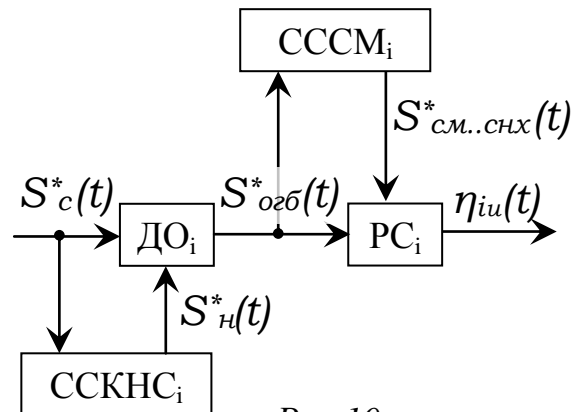 СССМi
S*см..снх(t)
S*с(t)
S*огб(t)
ηiu(t)
ДОi
РСi
S*н(t)
ССКНСi